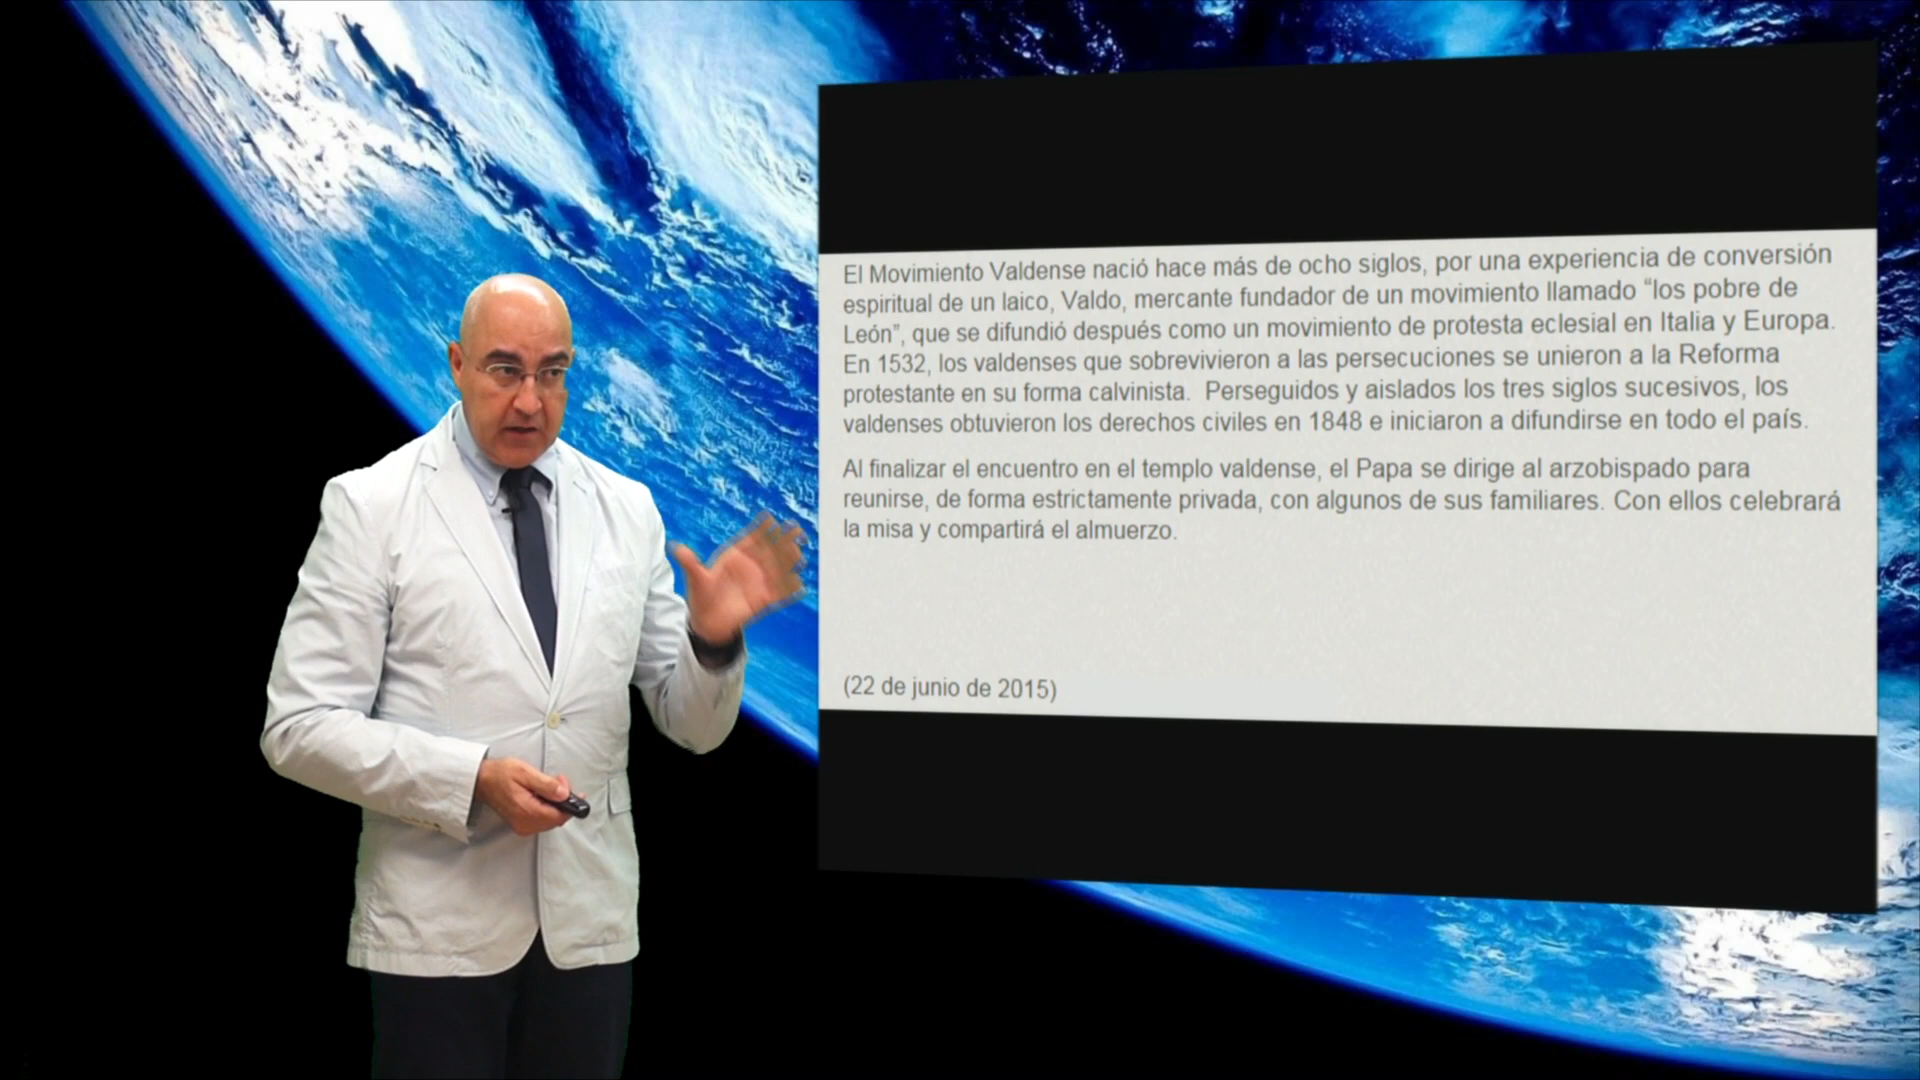 El Movimiento Valdense nació hace más de ocho siglos, por una experiencia de conversión
espiritual de un laico, Valdo, mercante fundador de un movimiento llamado “los pobre de
León”, que se difundió después como un movimiento de protesta eclesial en Italia y Europa.
En 1532, los valdenses que sobrevivieron a las persecuciones se unieron a la Reforma
protestante en su forma calvinista. Perseguidos y aislados los tres siglos sucesivos, los
valdenses obtuvieron los derechos civiles en 1848 e iniciaron a difundirse en todo el país.
Al finalizar el encuentro en el templo valdense, el Papa se dirige al arzobispado para
reunirse, de forma estrictamente privada, con algunos de sus familiares. Con ellos celebrará
la misa y compartirá el almuerzo.
(22 de junio de 2015)